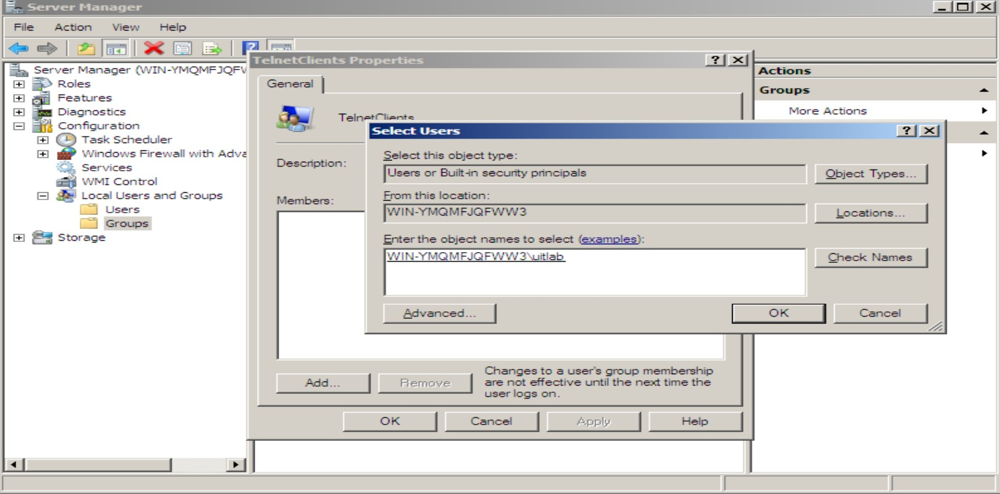 Server Manager
File Action View Help
Server Manager (WIN-YMQMFJQFW
Roles
Features
Diagnostics
Configuration
Task Scheduler
Windows Firewall with Adva
Services
WMI Control
Local Users and Groups
Users
Groups
Storage
TelnetClients Properties
General
TelnetClients
Description:
Members:
Add...
Remove
Changes to a user's group membership
are not effective until the next time the
user logs on.
OK
Cancel
Apply
Help
Select Users
Select this object type:
Users or Built-in security principals
Object Types...
From this location:
WIN-YMQMFJQFWW3
Locations...
Enter the object names to select (examples):
WIN-YMQMFJQFWW3\uitlab
Check Names
Advanced...
OK
Cancel
Actions
Groups
More Actions